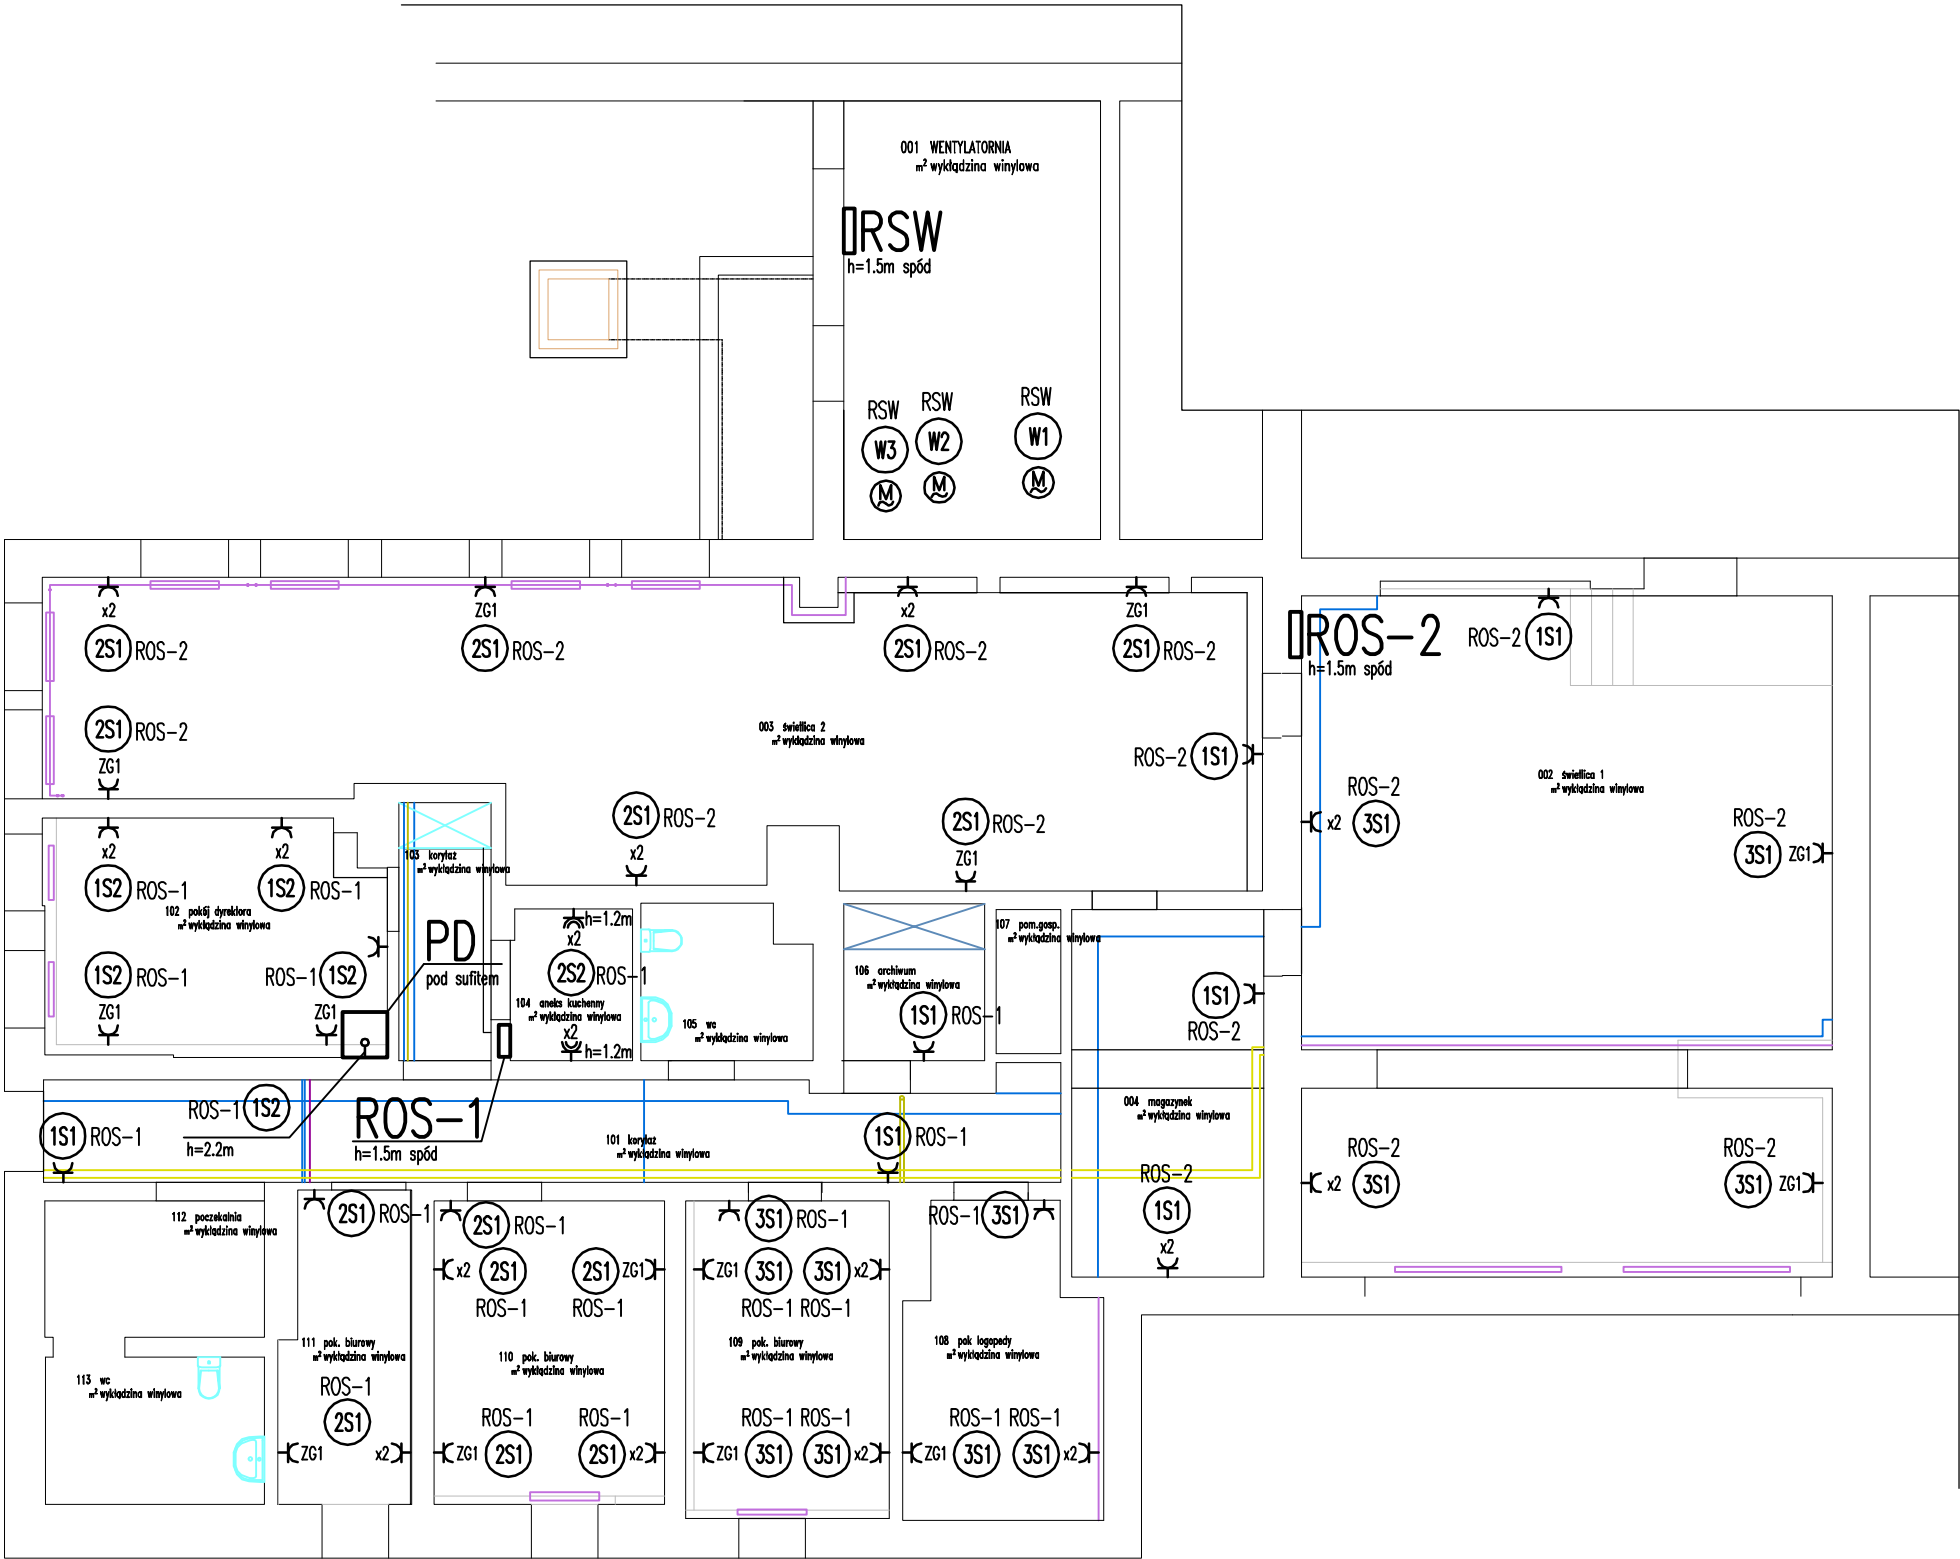 001 WENTYLATORNIA
m² wykładzina winylowa
RSW
h=1.5m spód
RSW
W3
M
RSW
W2
M
RSW
W1
M
x2
2S1 ROS-2
ZG1
2S1 ROS-2
x2
2S1 ROS-2
ZG1
2S1 ROS-2
ROS-2
h=1.5m spód
ROS-2 1S1
2S1 ROS-2
ZG1
003 świetlica 2
m² wykładzina winylowa
ROS-2 1S1
002 świetlica 1
m² wykładzina winylowa
2S1 ROS-2
x2
2S1 ROS-2
ZG1
ROS-2
x2 3S1
ROS-2
3S1 ZG1
x2
1S2 ROS-1
x2
1S2 ROS-1
102 pokój dyrektora
m² wykładzina winylowa
1S2 ROS-1
ZG1
ROS-1 1S2
ZG1
103 korytaż
m² wykładzina winylowa
PD
pod sufitem
h=1.2m
x2
2S2 ROS-1
104 aneks kuchenny
m² wykładzina winylowa
x2
h=1.2m
105 wc
m² wykładzina winylowa
106 archiwum
m² wykładzina winylowa
1S1 ROS-1
107 pom.gosp.
m² wykładzina winylowa
1S1
ROS-2
1S1 ROS-1
ROS-1 1S2
h=2.2m
ROS-1
h=1.5m spód
101 korytaż
m² wykładzina winylowa
1S1 ROS-1
004 magazynek
m² wykładzina winylowa
ROS-2
1S1
x2
ROS-2
x2 3S1
ROS-2
3S1 ZG1
112 poczekalnia
m² wykładzina winylowa
2S1 ROS-1
2S1 ROS-1
3S1 ROS-1
ROS-1 3S1
x2 2S1
ROS-1
2S1 ZG1
ROS-1
ZG1 3S1
ROS-1
3S1 x2
ROS-1
111 pok. biurowy
m² wykładzina winylowa
110 pok. biurowy
m² wykładzina winylowa
109 pok. biurowy
m² wykładzina winylowa
108 pok logopedy
m² wykładzina winylowa
113 wc
m² wykładzina winylowa
ROS-1
2S1
ZG1
x2
ROS-1
ZG1 2S1
ROS-1
2S1 x2
ROS-1
ZG1 3S1
ROS-1
3S1 x2
ROS-1
ZG1 3S1
ROS-1
3S1 x2